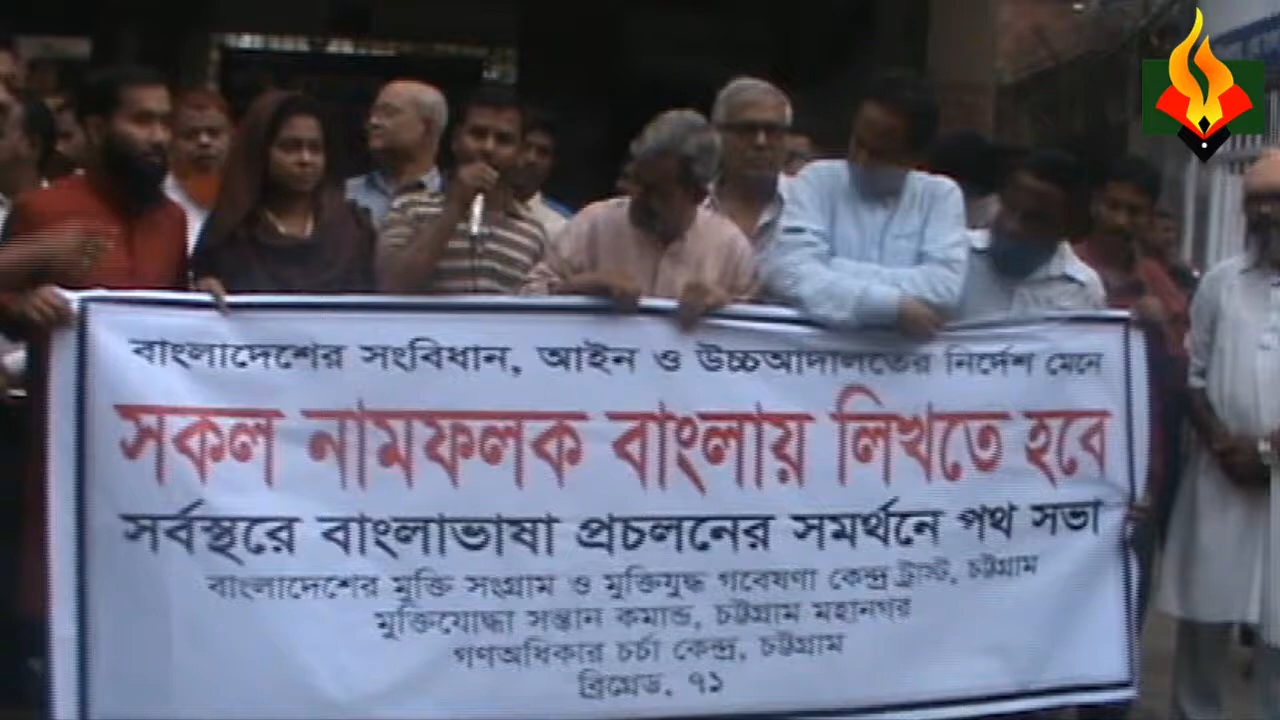 বাংলাদেশের সংবিধান, আইন ও উচ্চআদালতের নির্দেশ মেনে
সকল নামফলক বাংলায় লিখতে হবে
সর্বস্থরে বাংলাভাষা প্রচলনের সমর্থনে পথ সভা
বাংলাদেশের মুক্তি সংগ্রাম ও মুক্তিযুদ্ধ গবেষণা কেন্দ্র ট্রাস্ট, চট্টগ্রাম
মুক্তিযোদ্ধা সন্তান কমান্ড, চট্টগ্রাম মহানগর
গণঅধিকার চর্চা কেন্দ্র, চট্টগ্রাম
ব্রিগেড, ৭১